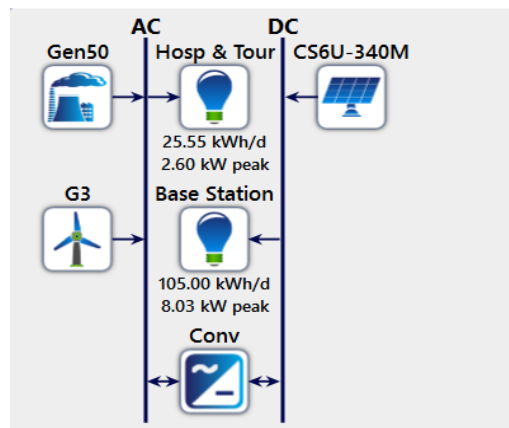 AC DC
Gen50 Hosp & Tour CS6U-340M
25.55 kWh/d
2.60 kW peak
G3 Base Station
105.00 kWh/d
8.03 kW peak
Conv